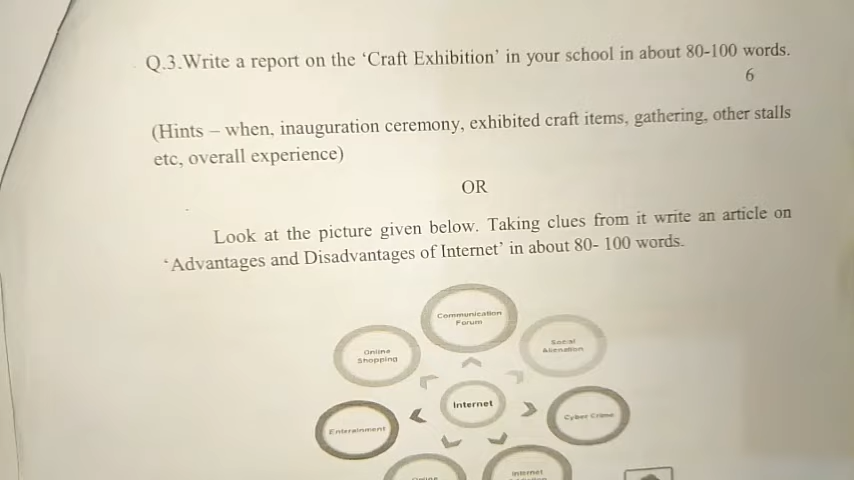 Q.3.Write a report on the 'Craft Exhibition' in your school in about 80-100 words.
6
(Hints – when, inauguration ceremony, exhibited craft items, gathering, other stalls
etc, overall experience)
OR
Look at the picture given below. Taking clues from it write an article on
'Advantages and Disadvantages of Internet' in about 80- 100 words.
Communication
Forum
Online
Shopping
Social
Alienation
Internet
Cyber Crime
Enterainment
Online
Internet